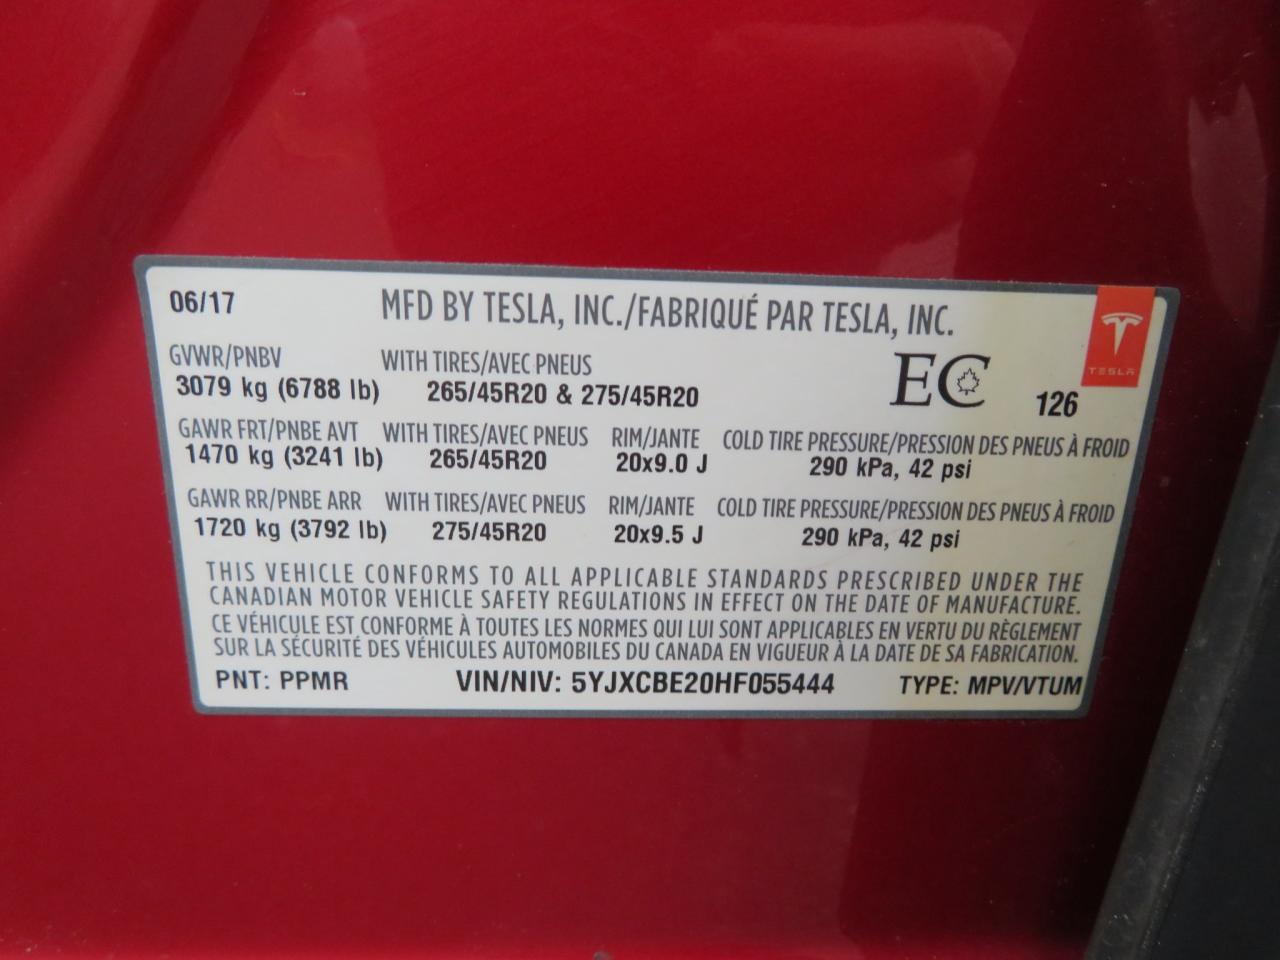 06/17 MFD BY TESLA, INC./FABRIQUÉ PAR TESLA, INC.
GVWR/PNBV WITH TIRES/AVEC PNEUS
3079 kg (6788 lb) 265/45R20 & 275/45R20 EC 126 TESLA
GAWR FRT/PNBE AVT WITH TIRES/AVEC PNEUS RIM/JANTE COLD TIRE PRESSURE/PRESSION DES PNEUS À FROID
1470 kg (3241 lb) 265/45R20 20x9.0 J 290 kPa, 42 psi
GAWR RR/PNBE ARR WITH TIRES/AVEC PNEUS RIM/JANTE COLD TIRE PRESSURE/PRESSION DES PNEUS À FROID
1720 kg (3792 lb) 275/45R20 20x9.5 J 290 kPa, 42 psi
THIS VEHICLE CONFORMS TO ALL APPLICABLE STANDARDS PRESCRIBED UNDER THE
CANADIAN MOTOR VEHICLE SAFETY REGULATIONS IN EFFECT ON THE DATE OF MANUFACTURE.
CE VÉHICULE EST CONFORME À TOUTES LES NORMES QUI LUI SONT APPLICABLES EN VERTU DU RÈGLEMENT
SUR LA SÉCURITÉ DES VÉHICULES AUTOMOBILES DU CANADA EN VIGUEUR À LA DATE DE SA FABRICATION.
PNT: PPMR VIN/NIV: 5YJXCBE20HF055444 TYPE: MPV/VTUM